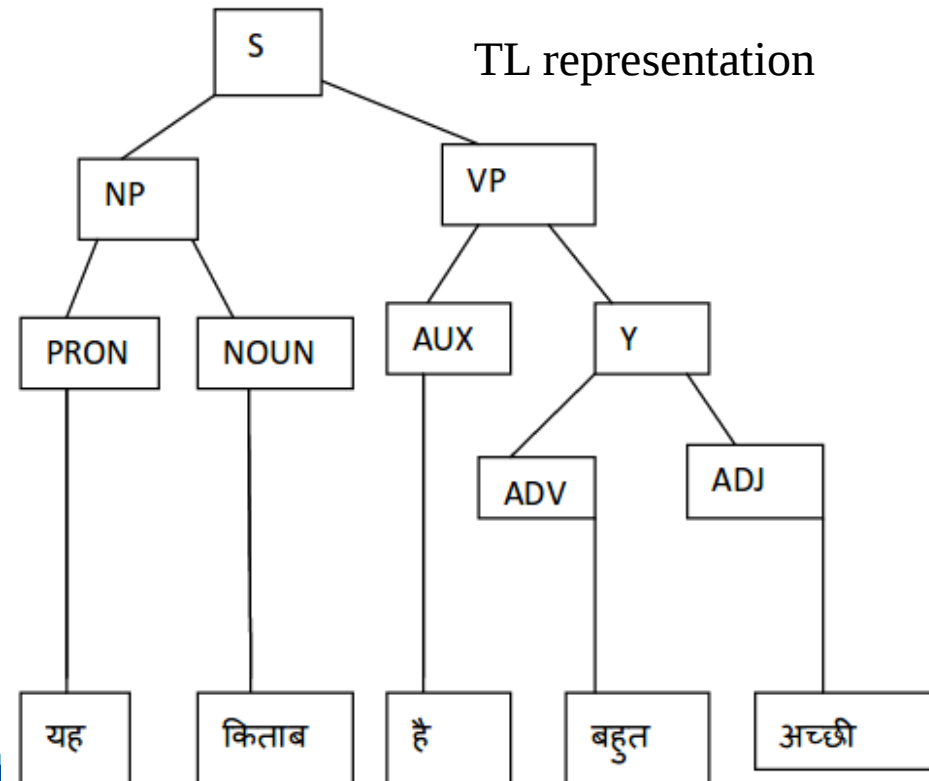 S
TL representation
NP
VP
PRON
NOUN
AUX
Y
ADV
ADJ
यह
किताब
है
बहुत
अच्छी